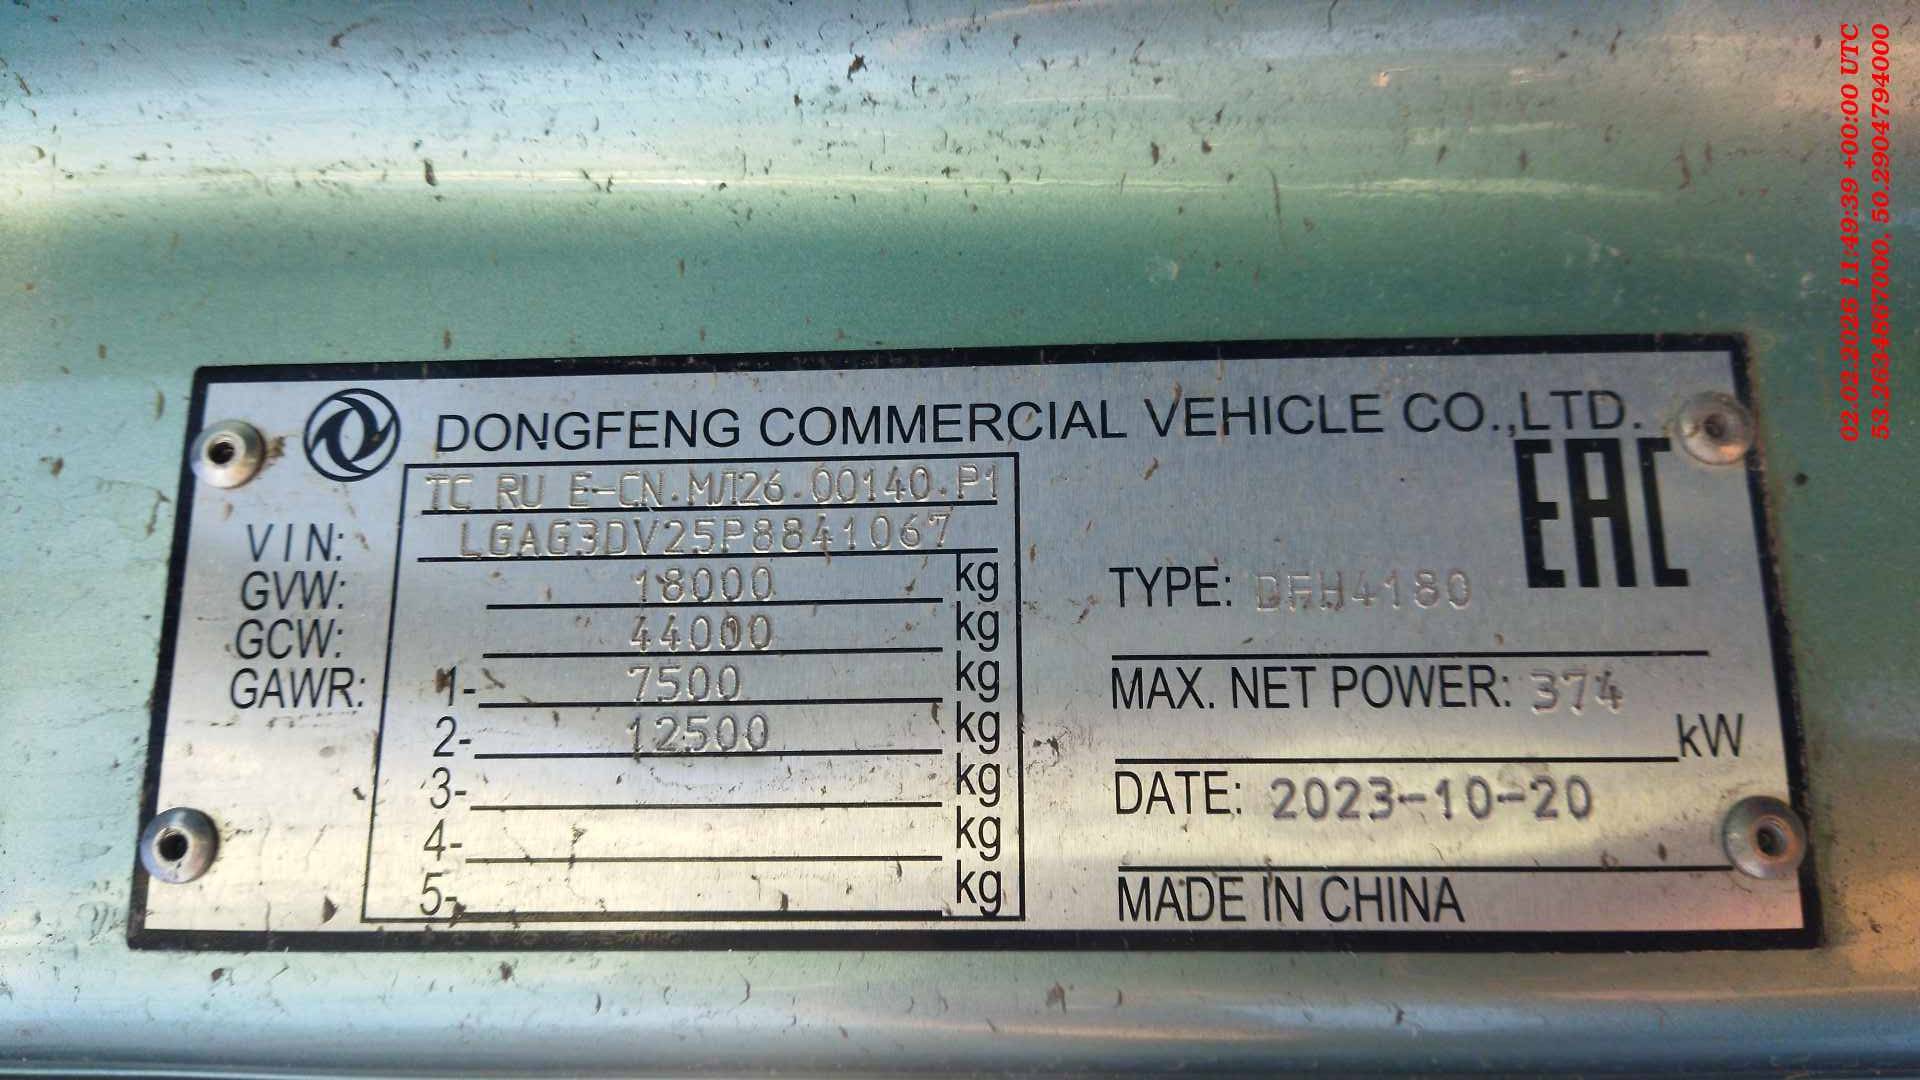 DONGFENG COMMERCIAL VEHICLE CO.,LTD.
EAC
TC RU E-CN.МЛ26.00140.P1
VIN: LGAG3DV25P8841067
GVW: 18000 kg
GCW: 44000 kg
GAWR: 1- 7500 kg
2- 12500 kg
3- kg
4- kg
5- kg
TYPE: DFH4180
MAX. NET POWER: 374 kW
DATE: 2023-10-20
MADE IN CHINA
02.02.2026 11:49:39 +00:00 UTC
53.26348697000, 50.29047940000